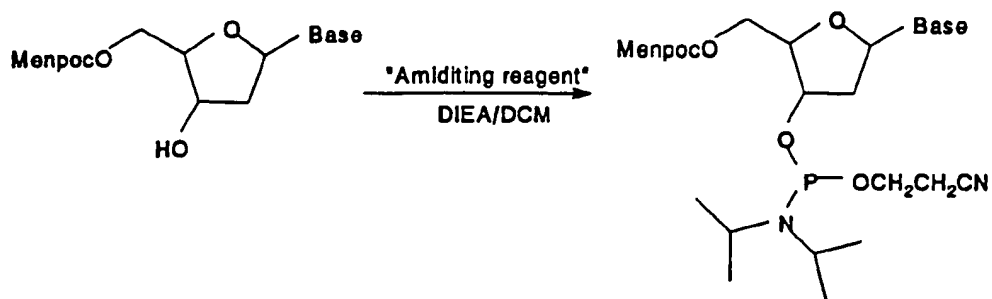 O
Base
MenpocO
HO
"Amiditing reagent"
DIEA/DCM
O
Base
MenpocO
O
P
OCH₂CH₂CN
N